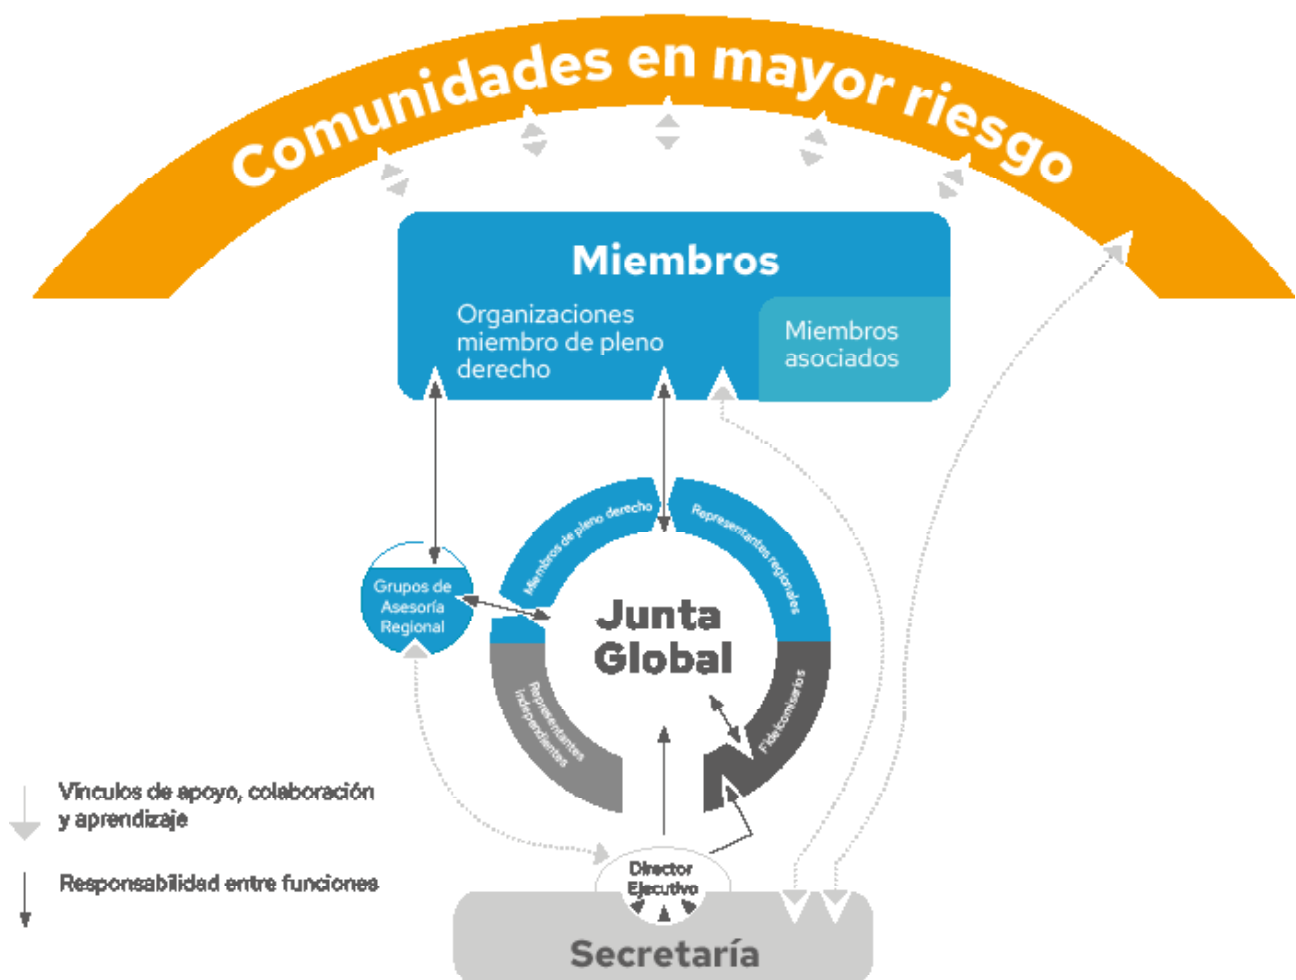 Comunidades en mayor riesgo
Miembros
Organizaciones
miembro de pleno
derecho
Miembros
asociados
Miembros de pleno derecho
Representantes regionales
Grupos de
Asesoría
Regional
Junta
Global
Representantes
independientes
Fideicomisarios
Vínculos de apoyo, colaboración
y aprendizaje
Responsabilidad entre funciones
Director
Ejecutivo
Secretaría